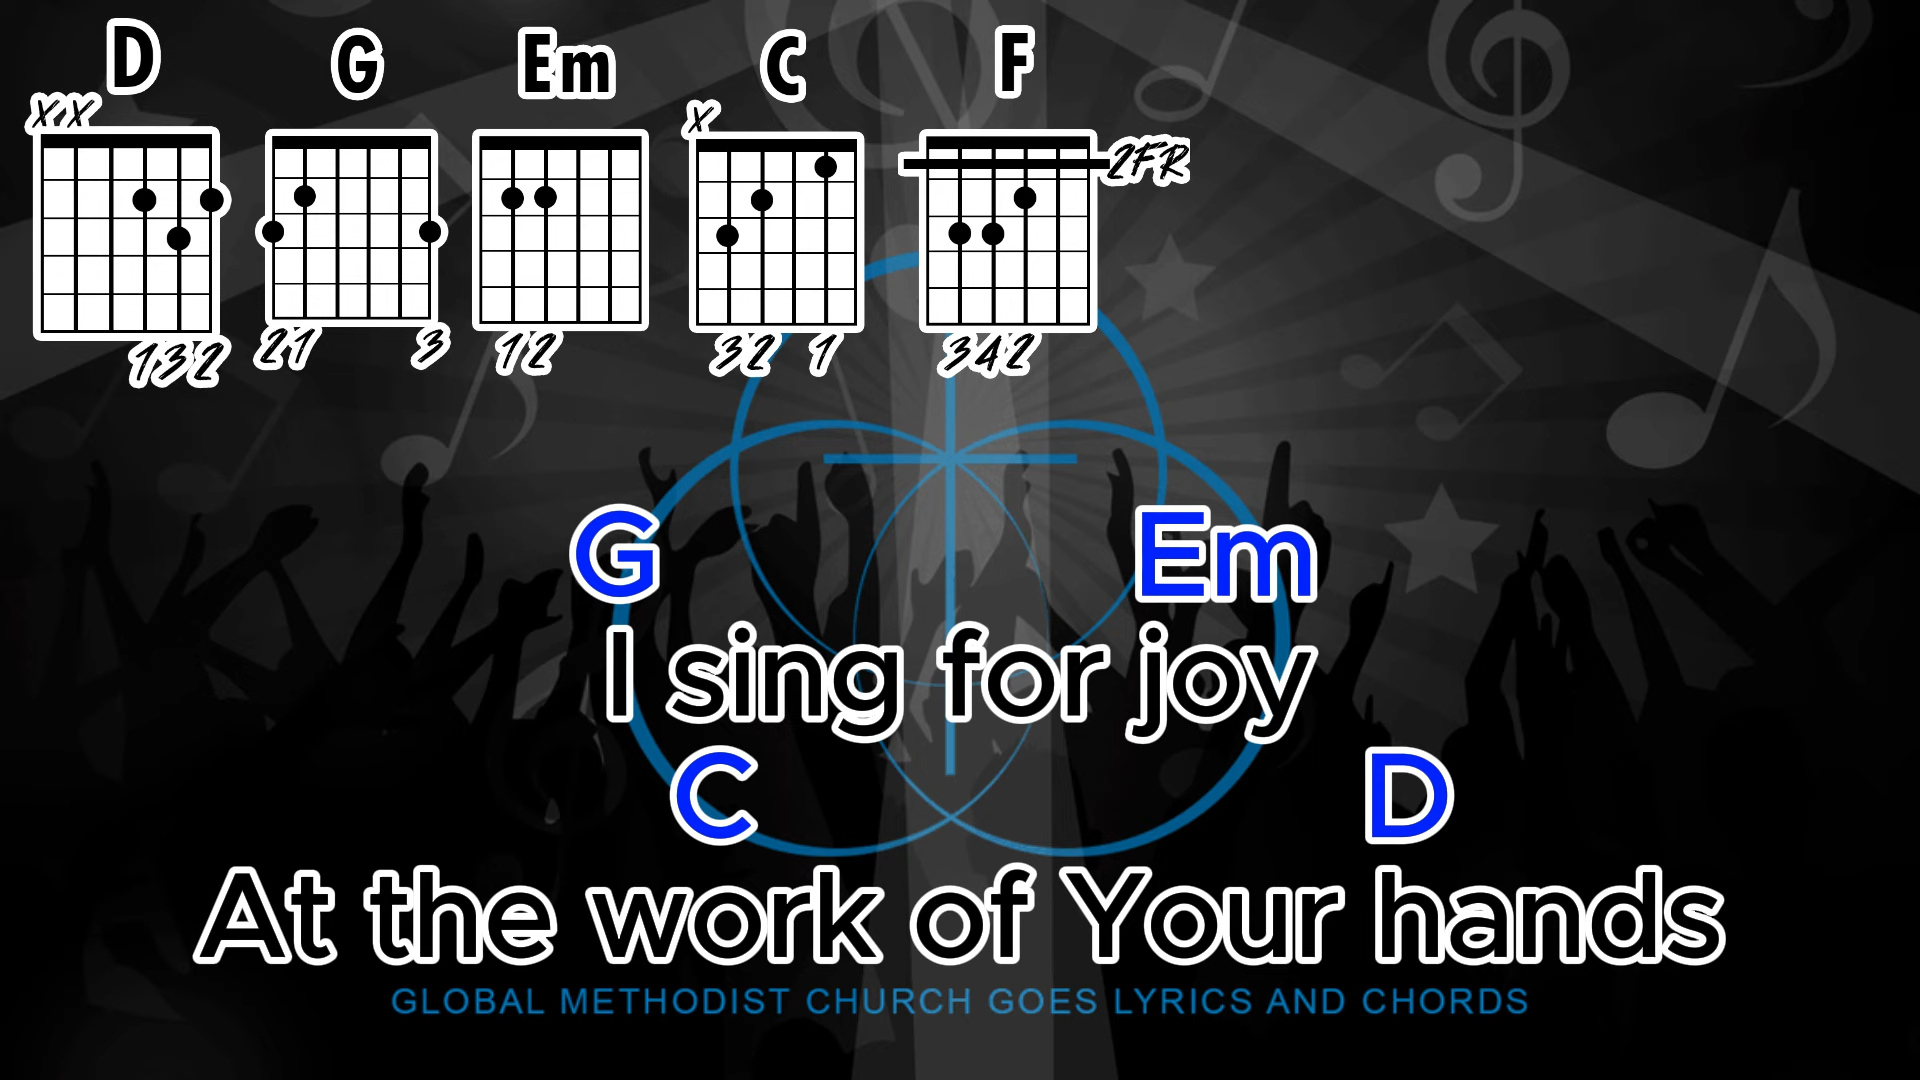 D G Em C F
XX X
2FR
132 21 3 12 32 1 342
G Em
I sing for joy
C D
At the work of Your hands
GLOBAL METHODIST CHURCH GOES LYRICS AND CHORDS